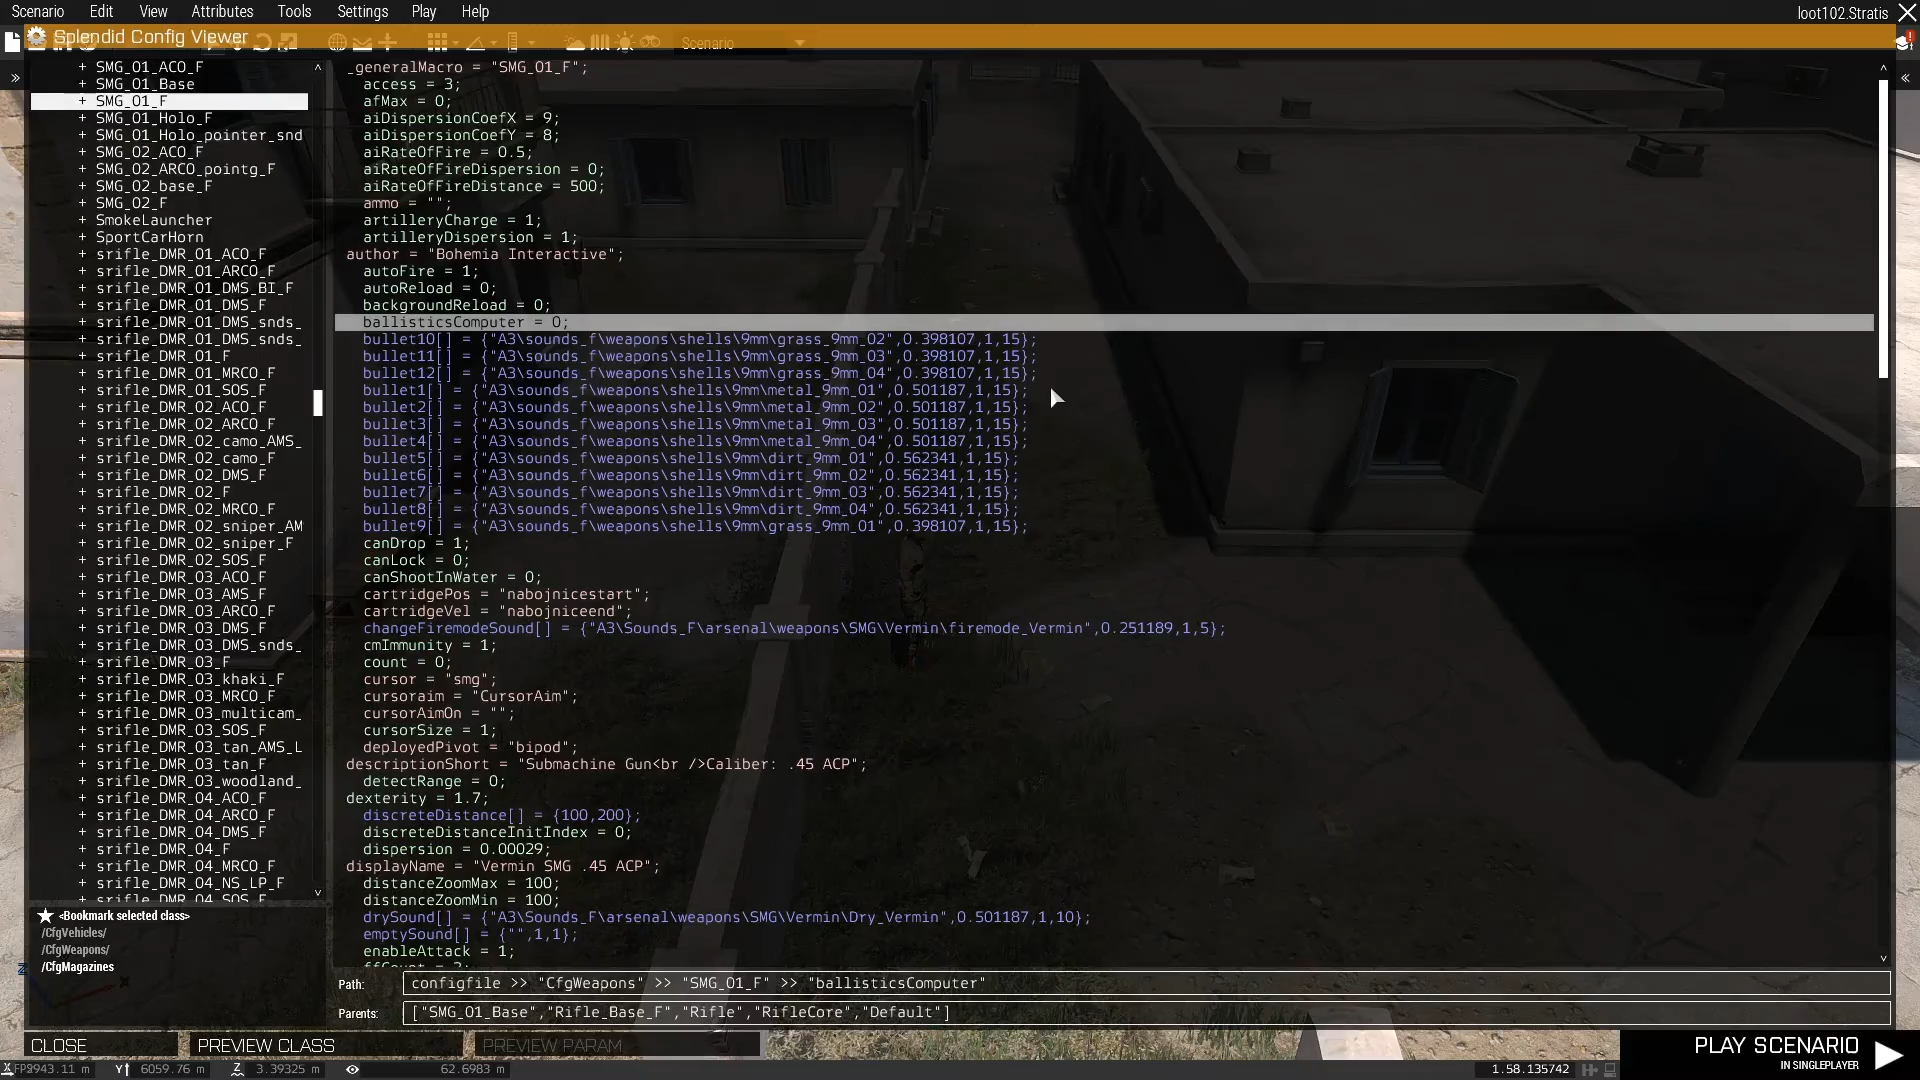 Scenario Edit View Attributes Tools Settings Play Help
loot102.Stratis
Splendid Config Viewer
Scenario
+ SMG_01_ACO_F
+ SMG_01_Base
+ SMG_01_F
+ SMG_01_Holo_F
+ SMG_01_Holo_pointer_snd
+ SMG_02_ACO_F
+ SMG_02_ARCO_pointg_F
+ SMG_02_base_F
+ SMG_02_F
+ SmokeLauncher
+ SportCarHorn
+ srifle_DMR_01_ACO_F
+ srifle_DMR_01_ARCO_F
+ srifle_DMR_01_DMS_BI_F
+ srifle_DMR_01_DMS_F
+ srifle_DMR_01_DMS_snds_
+ srifle_DMR_01_DMS_snds_
+ srifle_DMR_01_F
+ srifle_DMR_01_MRCO_F
+ srifle_DMR_01_SOS_F
+ srifle_DMR_02_ACO_F
+ srifle_DMR_02_ARCO_F
+ srifle_DMR_02_camo_AMS_
+ srifle_DMR_02_camo_F
+ srifle_DMR_02_DMS_F
+ srifle_DMR_02_F
+ srifle_DMR_02_MRCO_F
+ srifle_DMR_02_sniper_AM
+ srifle_DMR_02_sniper_F
+ srifle_DMR_02_SOS_F
+ srifle_DMR_03_ACO_F
+ srifle_DMR_03_AMS_F
+ srifle_DMR_03_ARCO_F
+ srifle_DMR_03_DMS_F
+ srifle_DMR_03_DMS_snds_
+ srifle_DMR_03_F
+ srifle_DMR_03_khaki_F
+ srifle_DMR_03_MRCO_F
+ srifle_DMR_03_multicam_
+ srifle_DMR_03_SOS_F
+ srifle_DMR_03_tan_AMS_L
+ srifle_DMR_03_tan_F
+ srifle_DMR_03_woodland_
+ srifle_DMR_04_ACO_F
+ srifle_DMR_04_ARCO_F
+ srifle_DMR_04_DMS_F
+ srifle_DMR_04_F
+ srifle_DMR_04_MRCO_F
+ srifle_DMR_04_NS_LP_F
+ srifle_DMR_04_SOS_F
<Bookmark selected class>
/CfgVehicles/
/CfgWeapons/
/CfgMagazines
_generalMacro = "SMG_01_F";
access = 3;
afMax = 0;
aiDispersionCoefX = 9;
aiDispersionCoefY = 8;
aiRateOfFire = 0.5;
aiRateOfFireDispersion = 0;
aiRateOfFireDistance = 500;
ammo = "";
artilleryCharge = 1;
artilleryDispersion = 1;
author = "Bohemia Interactive";
autoFire = 1;
autoReload = 0;
backgroundReload = 0;
ballisticsComputer = 0;
bullet10[] = {"A3\sounds_f\weapons\shells\9mm\grass_9mm_02",0.398107,1,15};
bullet11[] = {"A3\sounds_f\weapons\shells\9mm\grass_9mm_03",0.398107,1,15};
bullet12[] = {"A3\sounds_f\weapons\shells\9mm\grass_9mm_04",0.398107,1,15};
bullet1[] = {"A3\sounds_f\weapons\shells\9mm\metal_9mm_01",0.501187,1,15};
bullet2[] = {"A3\sounds_f\weapons\shells\9mm\metal_9mm_02",0.501187,1,15};
bullet3[] = {"A3\sounds_f\weapons\shells\9mm\metal_9mm_03",0.501187,1,15};
bullet4[] = {"A3\sounds_f\weapons\shells\9mm\metal_9mm_04",0.501187,1,15};
bullet5[] = {"A3\sounds_f\weapons\shells\9mm\dirt_9mm_01",0.562341,1,15};
bullet6[] = {"A3\sounds_f\weapons\shells\9mm\dirt_9mm_02",0.562341,1,15};
bullet7[] = {"A3\sounds_f\weapons\shells\9mm\dirt_9mm_03",0.562341,1,15};
bullet8[] = {"A3\sounds_f\weapons\shells\9mm\dirt_9mm_04",0.562341,1,15};
bullet9[] = {"A3\sounds_f\weapons\shells\9mm\grass_9mm_01",0.398107,1,15};
canDrop = 1;
canLock = 0;
canShootInWater = 0;
cartridgePos = "nabojnicestart";
cartridgeVel = "nabojniceend";
changeFiremodeSound[] = {"A3\Sounds_F\arsenal\weapons\SMG\Vermin\firemode_Vermin",0.251189,1,5};
cmImmunity = 1;
count = 0;
cursor = "smg";
cursoraim = "CursorAim";
cursorAimOn = "";
cursorSize = 1;
deployedPivot = "bipod";
descriptionShort = "Submachine Gun<br />Caliber: .45 ACP";
detectRange = 0;
dexterity = 1.7;
discreteDistance[] = {100,200};
discreteDistanceInitIndex = 0;
dispersion = 0.00029;
displayName = "Vermin SMG .45 ACP";
distanceZoomMax = 100;
distanceZoomMin = 100;
drySound[] = {"A3\Sounds_F\arsenal\weapons\SMG\Vermin\Dry_Vermin",0.501187,1,10};
emptySound[] = {"",1,1};
enableAttack = 1;
Path: configfile >> "CfgWeapons" >> "SMG_01_F" >> "ballisticsComputer"
Parents: ["SMG_01_Base","Rifle_Base_F","Rifle","RifleCore","Default"]
CLOSE PREVIEW CLASS PREVIEW PARAM
PLAY SCENARIO
IN SINGLEPLAYER
Y 6059.76 m Z 3.39325 m 62.6983 m 1.58.135742